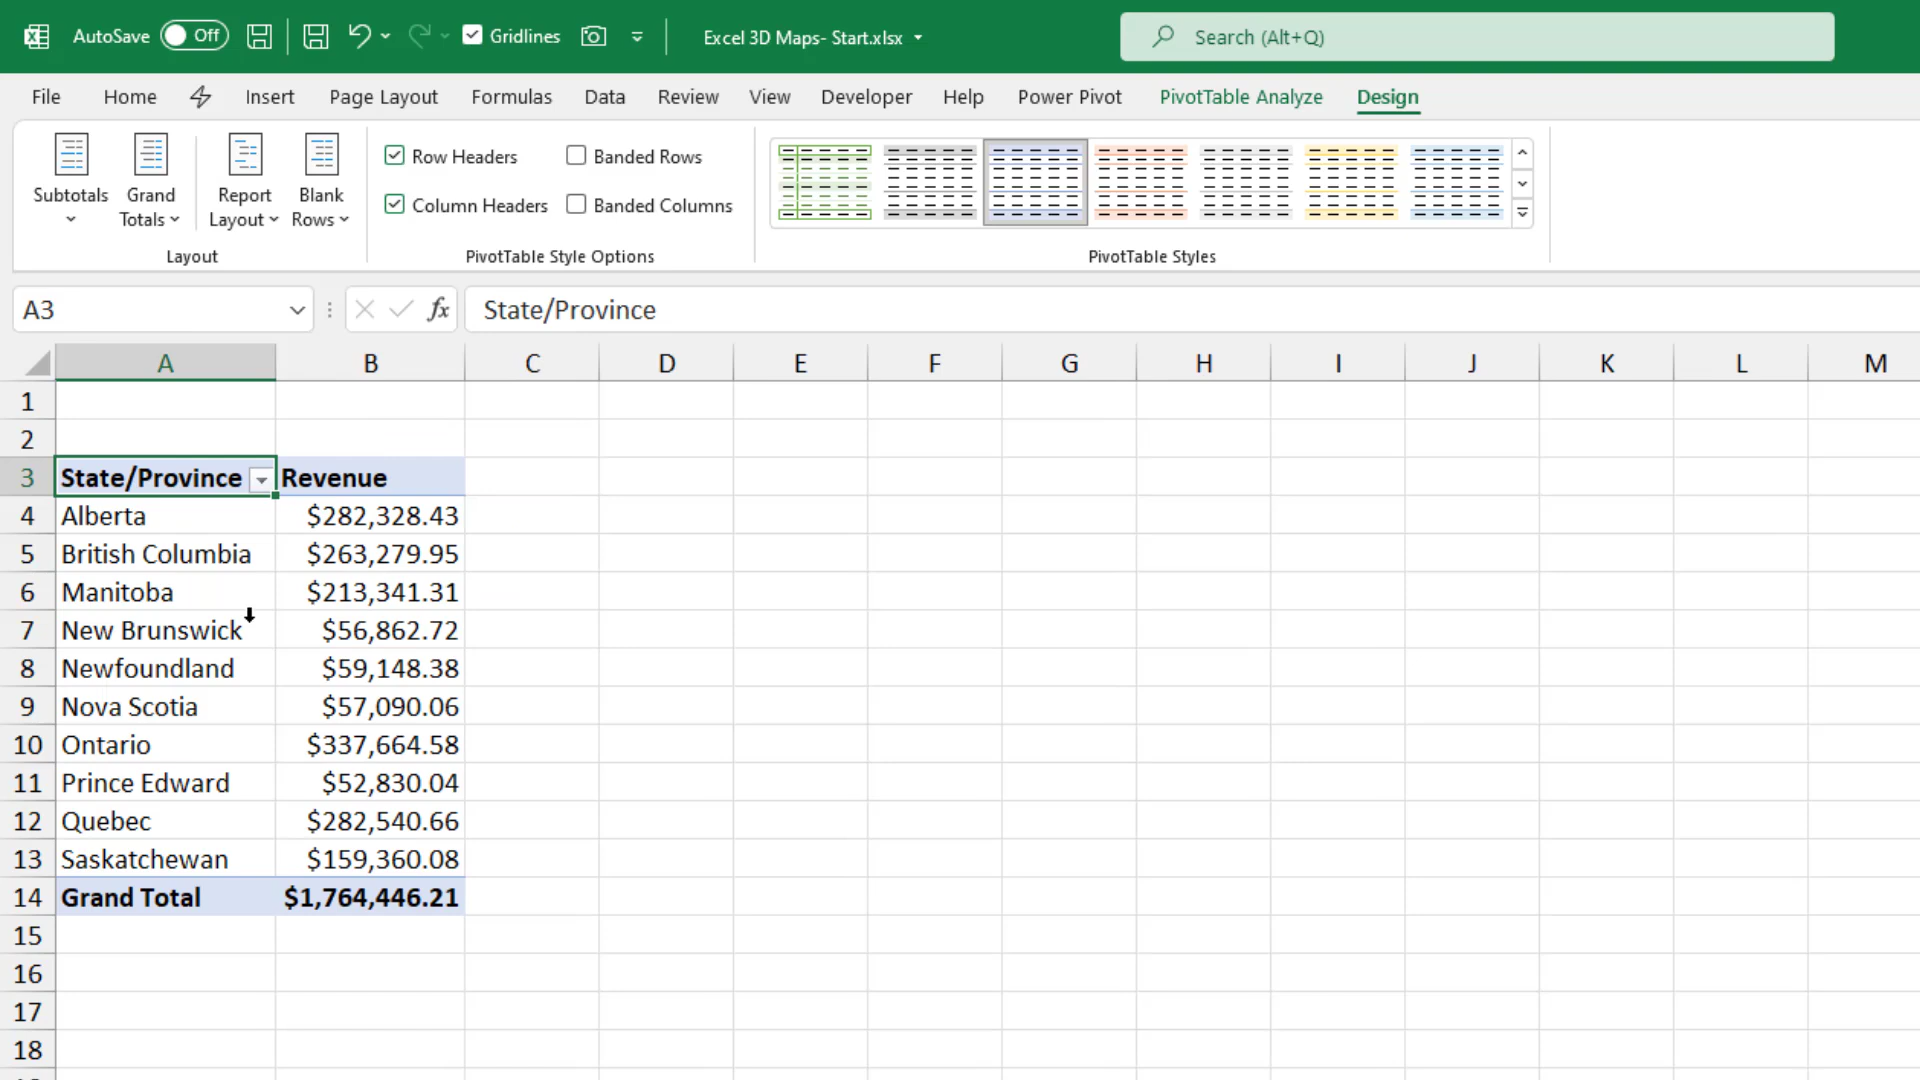 AutoSave Off Gridlines Excel 3D Maps- Start.xlsx Search (Alt+Q)
File Home Insert Page Layout Formulas Data Review View Developer Help Power Pivot PivotTable Analyze Design
Subtotals Grand Totals Report Layout Blank Rows
Row Headers Banded Rows
Column Headers Banded Columns
Layout PivotTable Style Options PivotTable Styles
A3 fx State/Province
A B C D E F G H I J K L M
1
2
3 State/Province Revenue
4 Alberta $282,328.43
5 British Columbia $263,279.95
6 Manitoba $213,341.31
7 New Brunswick $56,862.72
8 Newfoundland $59,148.38
9 Nova Scotia $57,090.06
10 Ontario $337,664.58
11 Prince Edward $52,830.04
12 Quebec $282,540.66
13 Saskatchewan $159,360.08
14 Grand Total $1,764,446.21
15
16
17
18